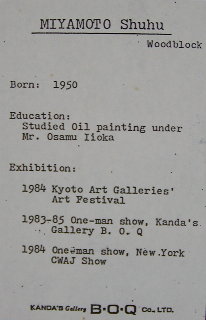 MIYAMOTO Shuhu
Woodblock
Born: 1950
Education:
Studied Oil painting under
Mr. Osamu Iioka
Exhibition:
1984 Kyoto Art Galleries'
Art Festival
1983-85 One-man show, Kanda's
Gallery B. O. Q
1984 One-man show, New York
CWAJ Show
KANDA'S Gallery B·O·Q CO., LTD.